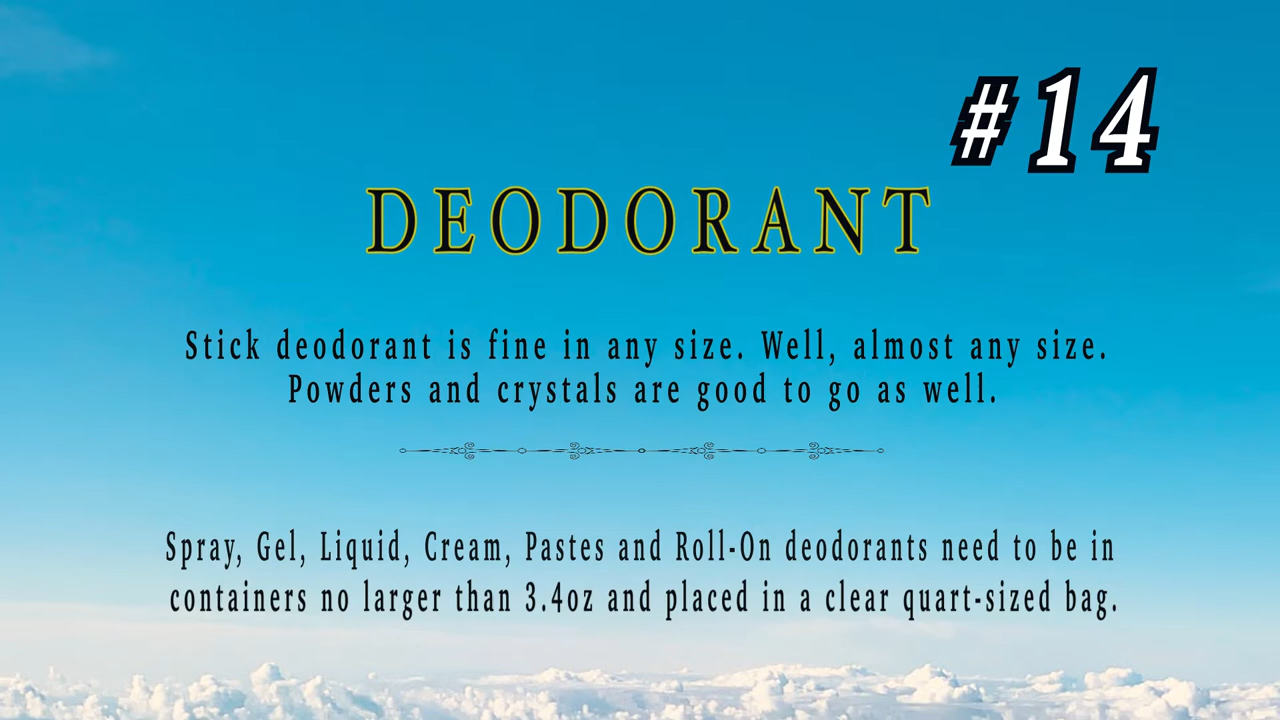 #14
DEODORANT
Stick deodorant is fine in any size. Well, almost any size.
Powders and crystals are good to go as well.
Spray, Gel, Liquid, Cream, Pastes and Roll-On deodorants need to be in
containers no larger than 3.4oz and placed in a clear quart-sized bag.